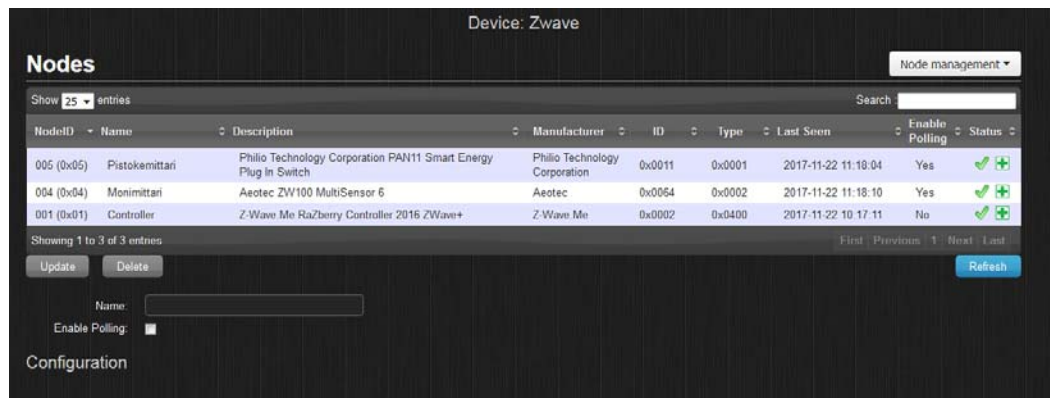 Device: Zwave
Nodes
Node management
Show 25 entries
Search :
NodeID Name Description Manufacturer ID Type Last Seen Enable Polling Status
005 (0x05) Pistokemittari Philio Technology Corporation PAN11 Smart Energy Plug In Switch Philio Technology Corporation 0x0011 0x0001 2017-11-22 11:18:04 Yes
004 (0x04) Monimittari Aeotec ZW100 MultiSensor 6 Aeotec 0x0064 0x0002 2017-11-22 11:18:10 Yes
001 (0x01) Controller Z-Wave.Me RaZberry Controller 2016 ZWave+ Z-Wave.Me 0x0002 0x0400 2017-11-22 10:17:11 No
Showing 1 to 3 of 3 entries
First Previous 1 Next Last
Update Delete Refresh
Name:
Enable Polling:
Configuration